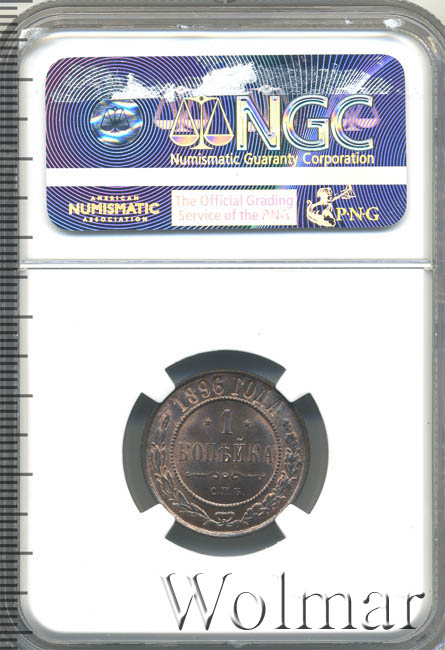 NGC
Numismatic Guaranty Corporation
AMERICAN
NUMISMATIC
ASSOCIATION
The Official Grading
Service of the ANA
PNG
1896 ГОДА
1
КОПѢЙКА
С.П.Б.
Wolmar